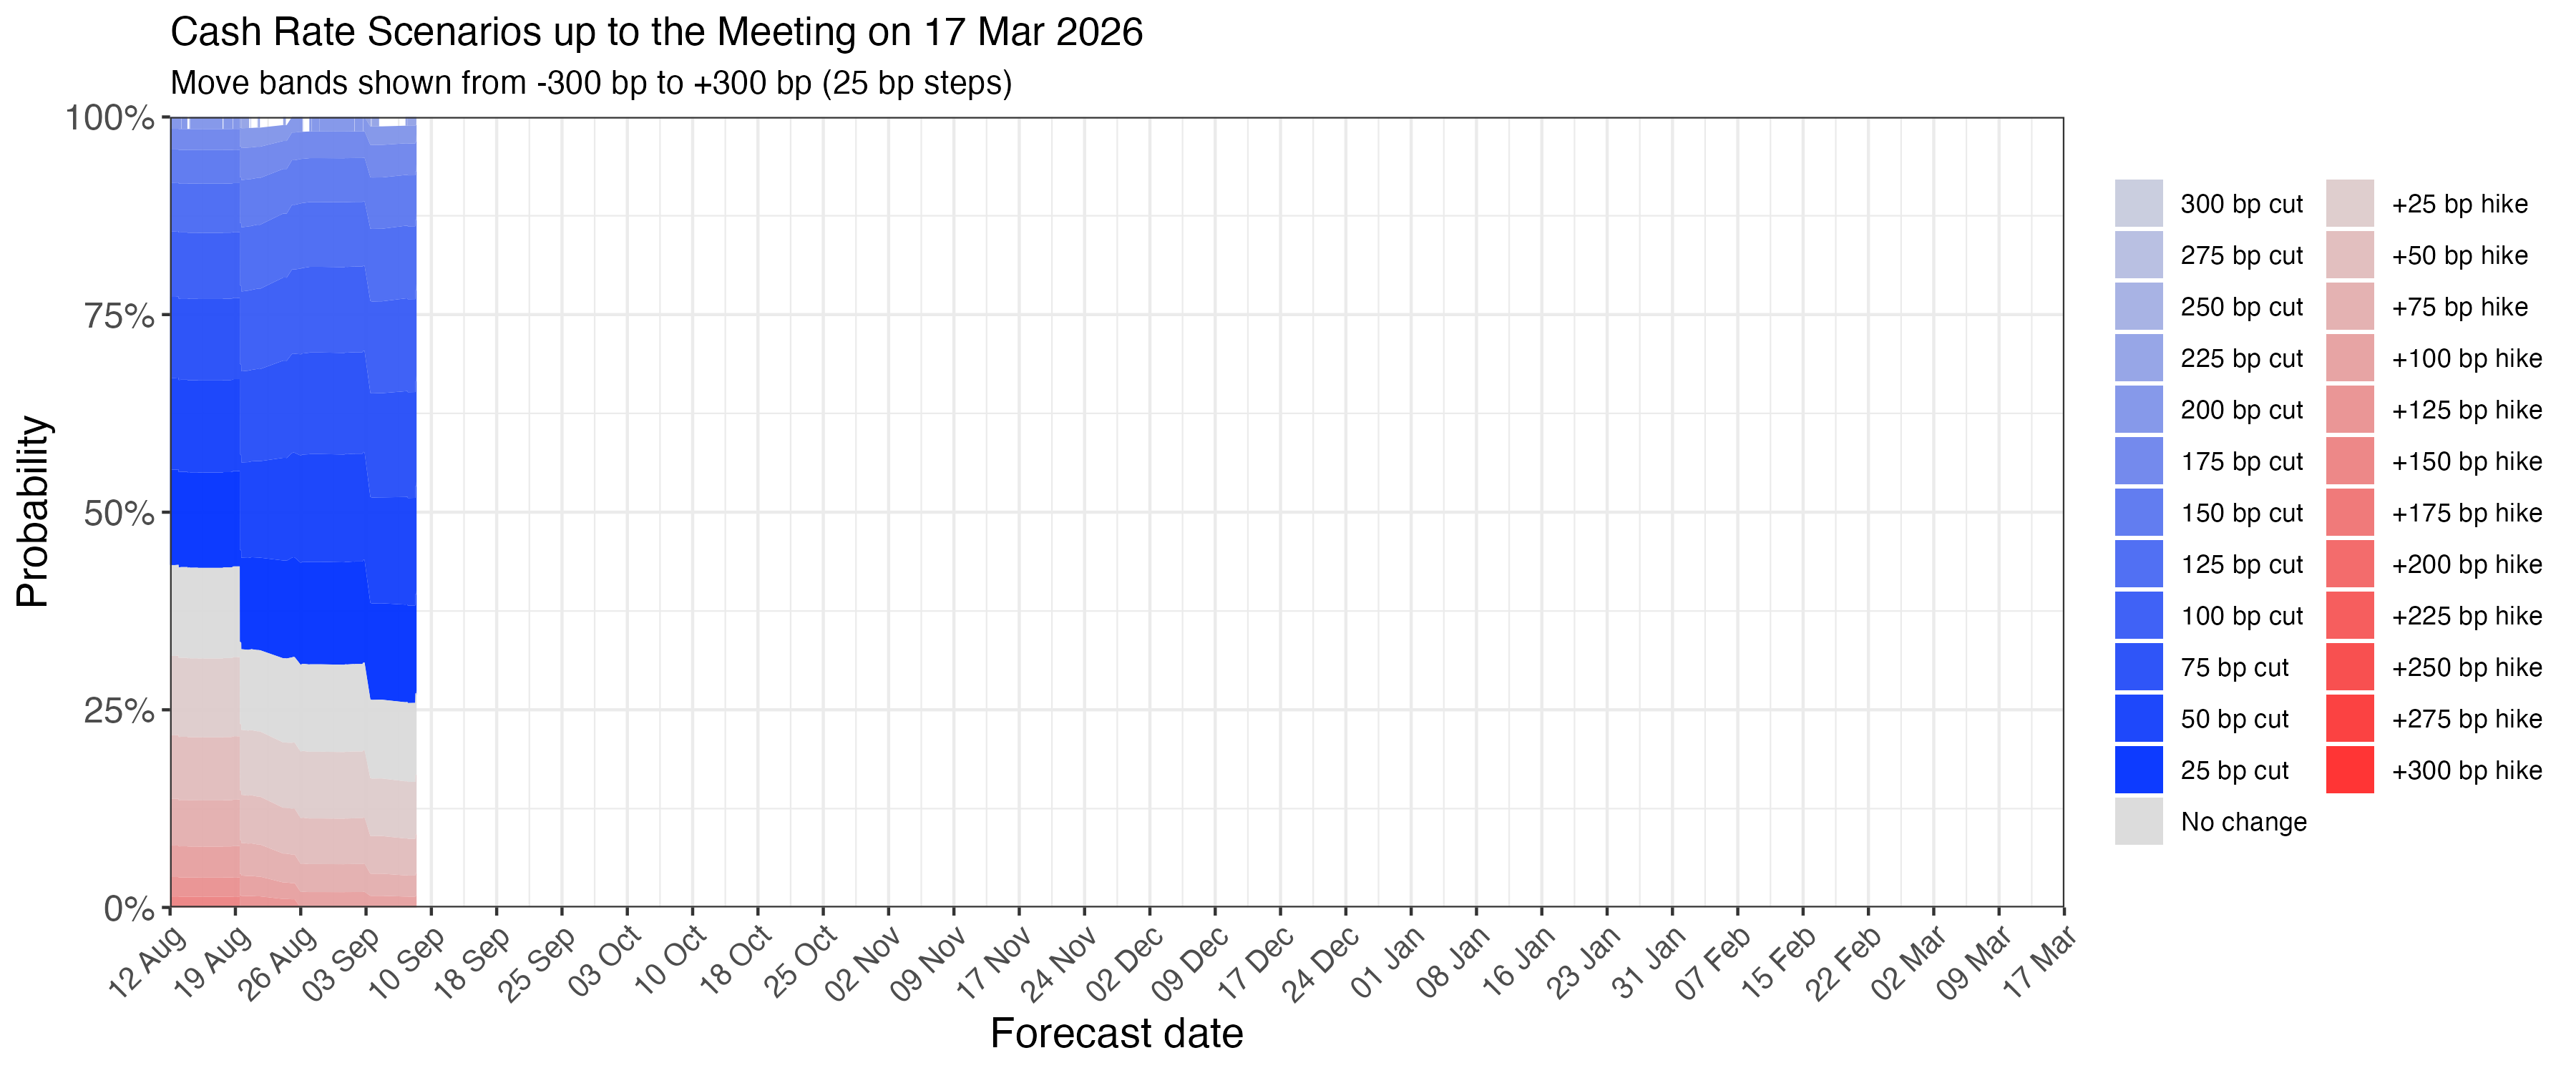 Cash Rate Scenarios up to the Meeting on 17 Mar 2026
Move bands shown from -300 bp to +300 bp (25 bp steps)
Probability
100%
75%
50%
25%
0%
12 Aug
19 Aug
26 Aug
03 Sep
10 Sep
18 Sep
25 Sep
03 Oct
10 Oct
18 Oct
25 Oct
02 Nov
09 Nov
17 Nov
24 Nov
02 Dec
09 Dec
17 Dec
24 Dec
01 Jan
08 Jan
16 Jan
23 Jan
31 Jan
07 Feb
15 Feb
22 Feb
02 Mar
09 Mar
17 Mar
Forecast date
300 bp cut
275 bp cut
250 bp cut
225 bp cut
200 bp cut
175 bp cut
150 bp cut
125 bp cut
100 bp cut
75 bp cut
50 bp cut
25 bp cut
No change
+25 bp hike
+50 bp hike
+75 bp hike
+100 bp hike
+125 bp hike
+150 bp hike
+175 bp hike
+200 bp hike
+225 bp hike
+250 bp hike
+275 bp hike
+300 bp hike